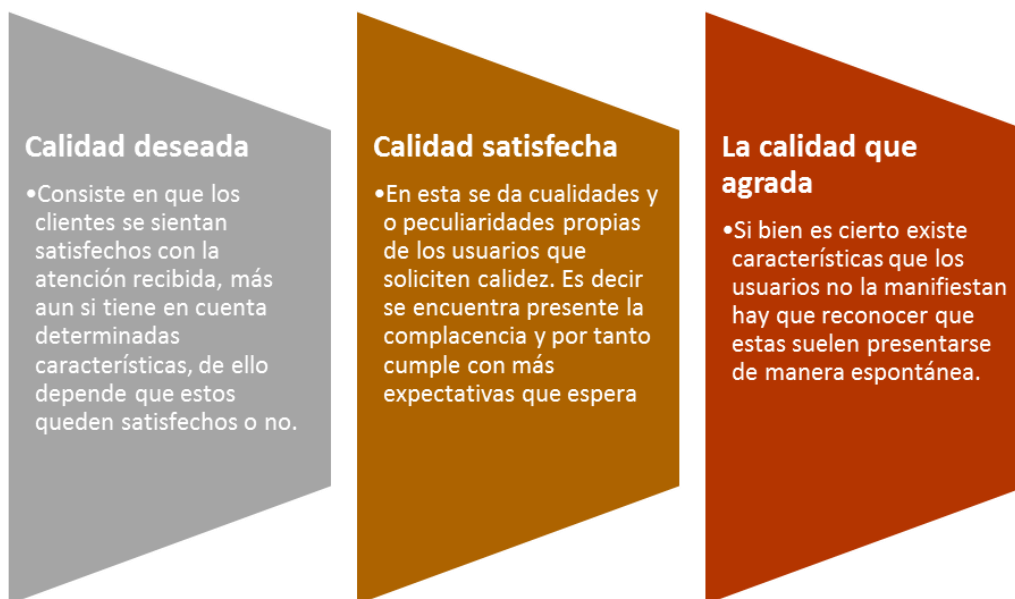 Calidad deseada
•Consiste en que los
clientes se sientan
satisfechos con la
atención recibida, más
aun si tiene en cuenta
determinadas
características, de ello
depende que estos
queden satisfechos o no.
Calidad satisfecha
•En esta se da cualidades y
o peculiaridades propias
de los usuarios que
soliciten calidez. Es decir
se encuentra presente la
complacencia y por tanto
cumple con más
expectativas que espera
La calidad que
agrada
•Si bien es cierto existe
características que los
usuarios no la manifiestan
hay que reconocer que
estas suelen presentarse
de manera espontánea.